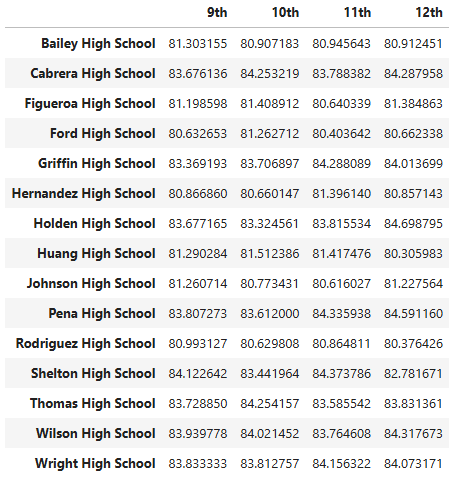 9th 10th 11th 12th
Bailey High School 81.303155 80.907183 80.945643 80.912451
Cabrera High School 83.676136 84.253219 83.788382 84.287958
Figueroa High School 81.198598 81.408912 80.640339 81.384863
Ford High School 80.632653 81.262712 80.403642 80.662338
Griffin High School 83.369193 83.706897 84.288089 84.013699
Hernandez High School 80.866860 80.660147 81.396140 80.857143
Holden High School 83.677165 83.324561 83.815534 84.698795
Huang High School 81.290284 81.512386 81.417476 80.305983
Johnson High School 81.260714 80.773431 80.616027 81.227564
Pena High School 83.807273 83.612000 84.335938 84.591160
Rodriguez High School 80.993127 80.629808 80.864811 80.376426
Shelton High School 84.122642 83.441964 84.373786 82.781671
Thomas High School 83.728850 84.254157 83.585542 83.831361
Wilson High School 83.939778 84.021452 83.764608 84.317673
Wright High School 83.833333 83.812757 84.156322 84.073171